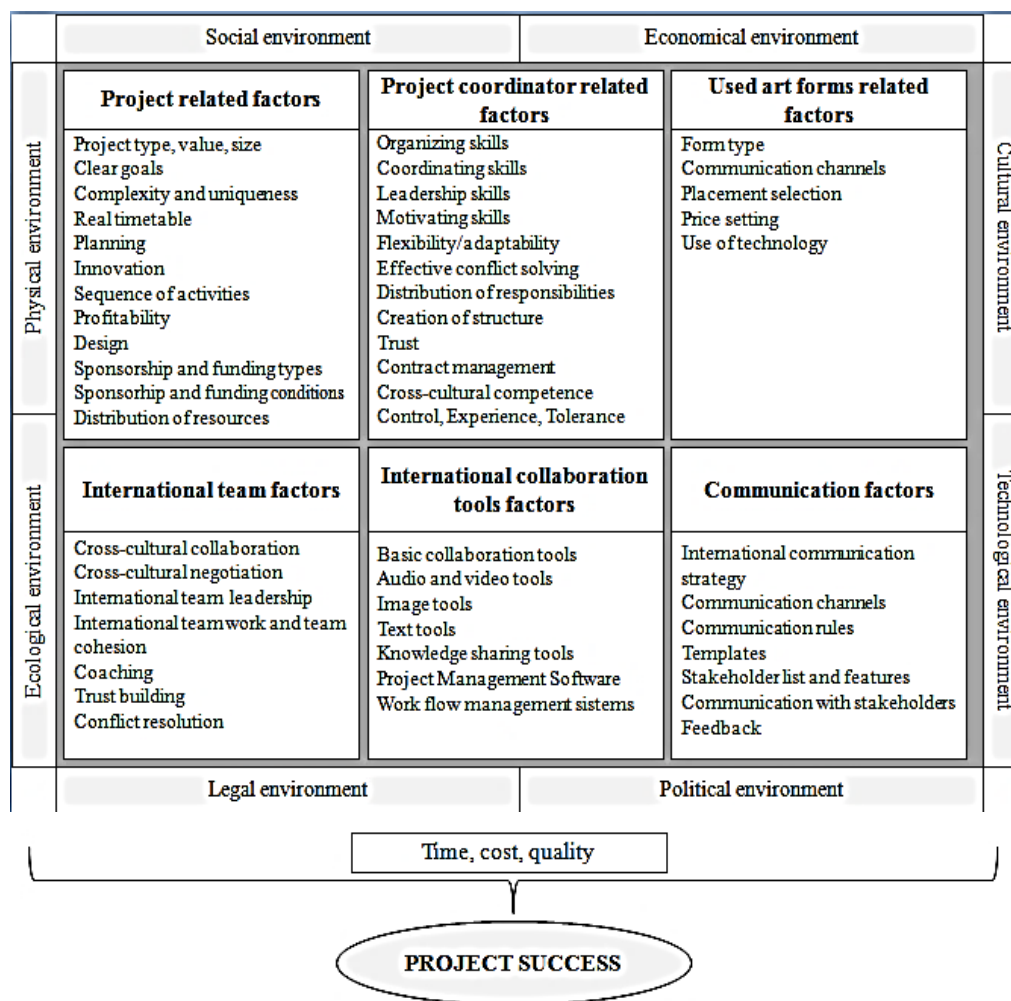 Social environment
Economical environment
Physical environment
Ecological environment
Project related factors
Project type, value, size
Clear goals
Complexity and uniqueness
Real timetable
Planning
Innovation
Sequence of activities
Profitability
Design
Sponsorship and funding types
Sponsorhip and funding conditions
Distribution of resources
Project coordinator related
factors
Organizing skills
Coordinating skills
Leadership skills
Motivating skills
Flexibility/adaptability
Effective conflict solving
Distribution of responsibilities
Creation of structure
Trust
Contract management
Cross-cultural competence
Control, Experience, Tolerance
Used art forms related
factors
Form type
Communication channels
Placement selection
Price setting
Use of technology
Cultural environment
Technological environment
International team factors
Cross-cultural collaboration
Cross-cultural negotiation
International team leadership
International teamwork and team
cohesion
Coaching
Trust building
Conflict resolution
International collaboration
tools factors
Basic collaboration tools
Audio and video tools
Image tools
Text tools
Knowledge sharing tools
Project Management Software
Work flow management sistems
Communication factors
International communication
strategy
Communication channels
Communication rules
Templates
Stakeholder list and features
Communication with stakeholders
Feedback
Legal environment
Political environment
Time, cost, quality
PROJECT SUCCESS